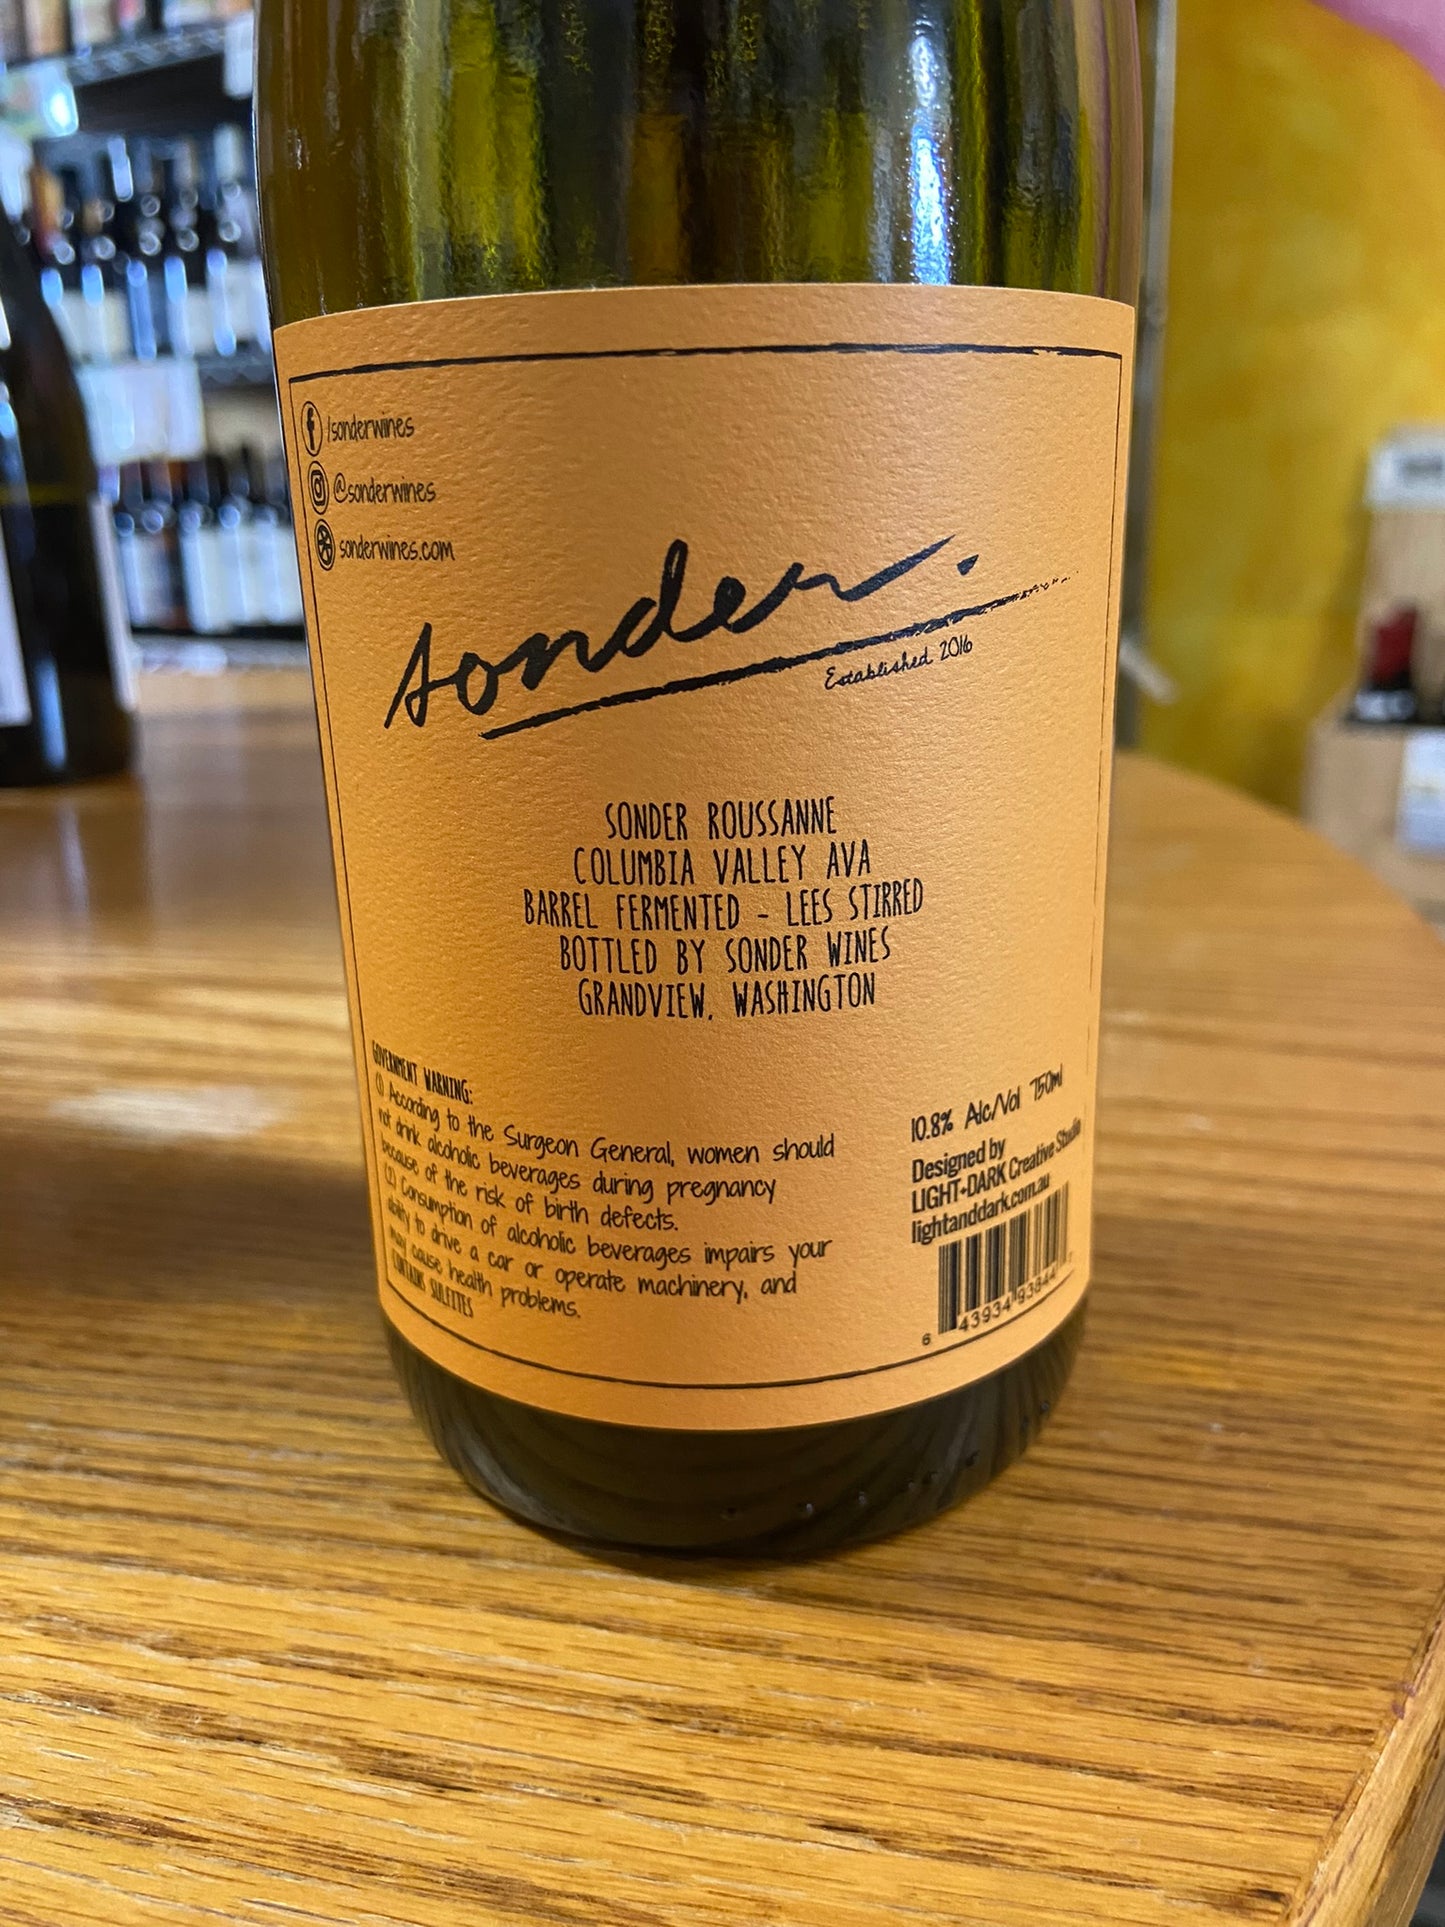 /sonderwines
@sonderwines
sonderwines.com
sonder.
Established 2016
SONDER ROUSSANNE
COLUMBIA VALLEY AVA
BARREL FERMENTED - LEES STIRRED
BOTTLED BY SONDER WINES
GRANDVIEW, WASHINGTON
GOVERNMENT WARNING:
(1) According to the Surgeon General, women should
not drink alcoholic beverages during pregnancy
because of the risk of birth defects.
(2) Consumption of alcoholic beverages impairs your
ability to drive a car or operate machinery, and
may cause health problems.
CONTAINS SULFITES
10.8% Alc/Vol 750ml
Designed by
LIGHT+DARK Creative Studio
lightanddark.com.au
6 43934 93844 7